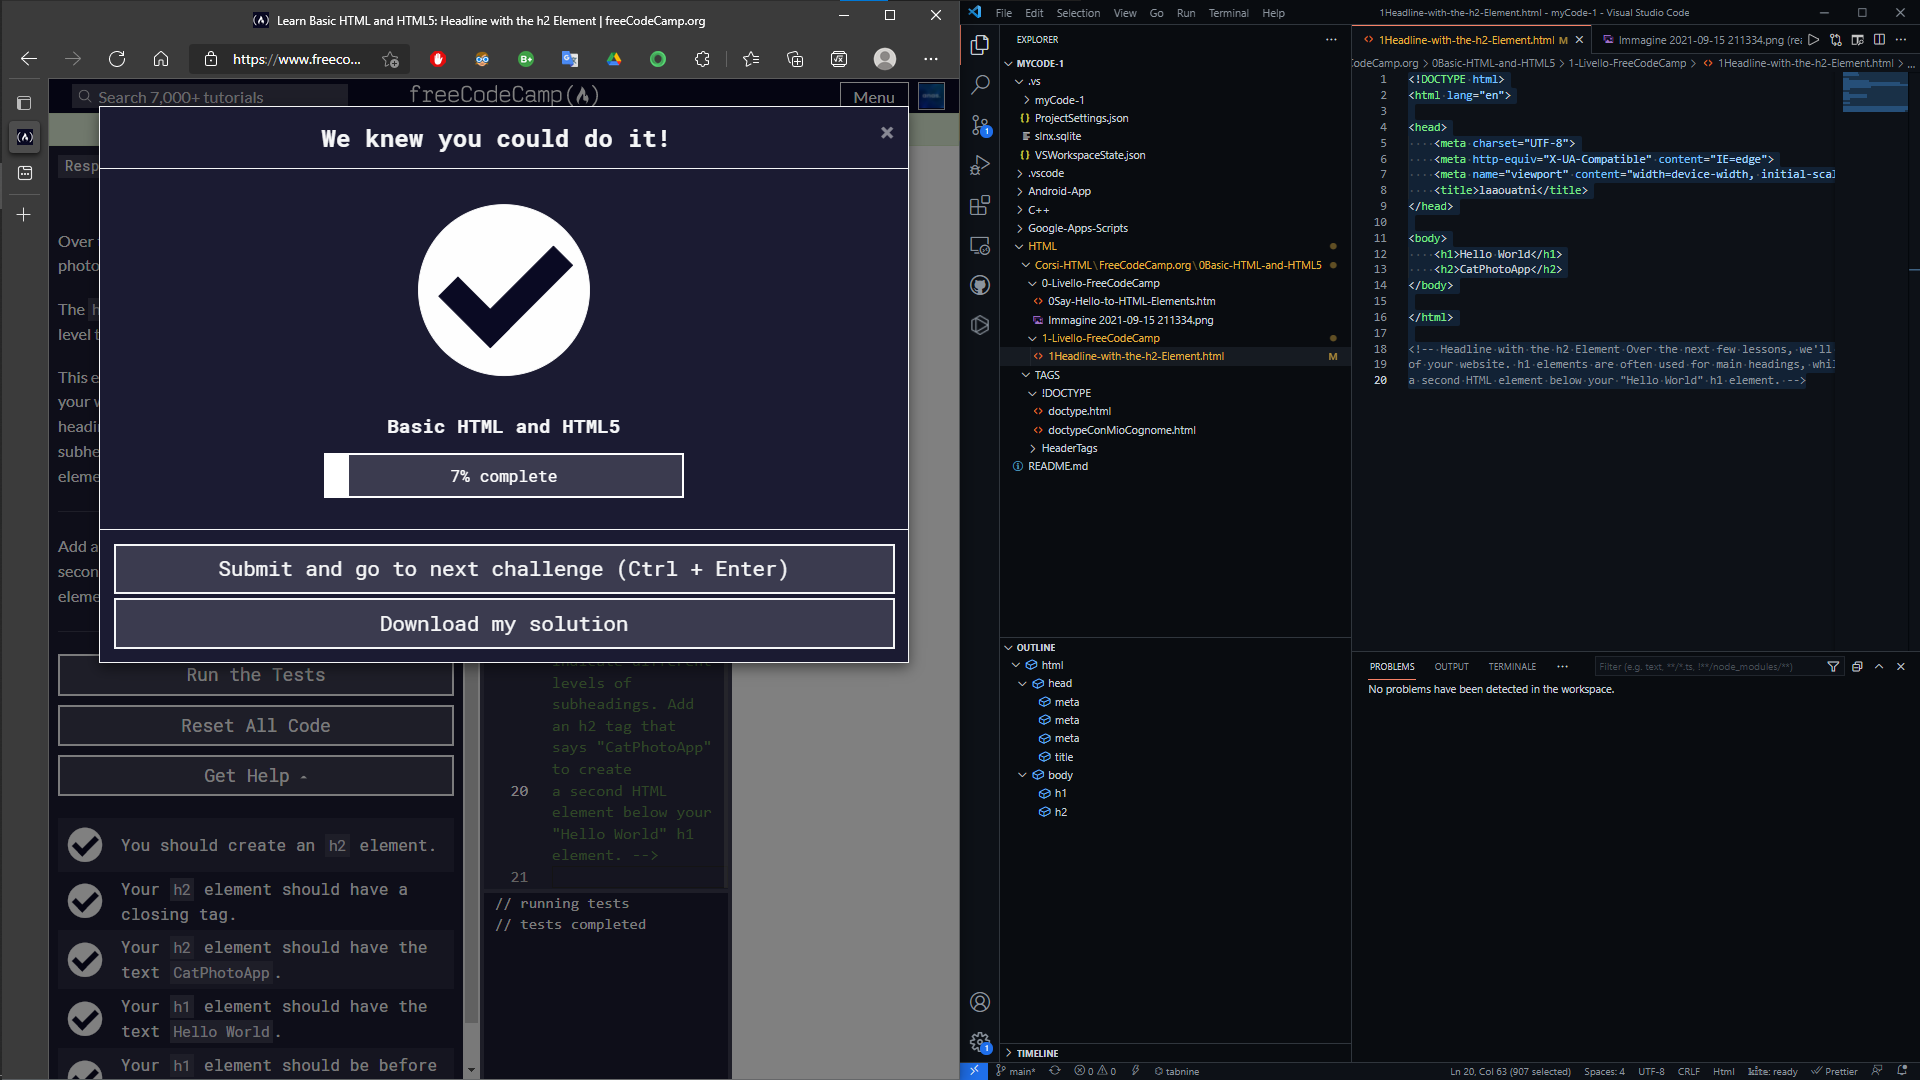 Learn Basic HTML and HTML5: Headline with the h2 Element | freeCodeCamp.org
https://www.freeco...
Search 7,000+ tutorials
freeCodeCamp(🔥)
Menu
Resp
We knew you could do it!
×
Over
photo
The h
level t
This e
your w
headin
subhe
eleme
Basic HTML and HTML5
7% complete
Add a
secon
eleme
Submit and go to next challenge (Ctrl + Enter)
Download my solution
Run the Tests
Reset All Code
Get Help
You should create an h2 element.
Your h2 element should have a
closing tag.
Your h2 element should have the
text CatPhotoApp.
Your h1 element should have the
text Hello World.
Your h1 element should be before
levels of
subheadings. Add
an h2 tag that
says "CatPhotoApp"
to create
20 a second HTML
element below your
"Hello World" h1
element. -->
21
// running tests
// tests completed
File Edit Selection View Go Run Terminal Help
1Headline-with-the-h2-Element.html - myCode-1 - Visual Studio Code
EXPLORER
MYCODE-1
.vs
myCode-1
ProjectSettings.json
slnx.sqlite
VSWorkspaceState.json
.vscode
Android-App
C++
Google-Apps-Scripts
HTML
Corsi-HTML\FreeCodeCamp.org\0Basic-HTML-and-HTML5
0-Livello-FreeCodeCamp
0Say-Hello-to-HTML-Elements.htm
Immagine 2021-09-15 211334.png
1-Livello-FreeCodeCamp
1Headline-with-the-h2-Element.html M
TAGS
!DOCTYPE
doctype.html
doctypeConMioCognome.html
HeaderTags
README.md
OUTLINE
html
head
meta
meta
meta
title
body
h1
h2
TIMELINE
1Headline-with-the-h2-Element.html M
Immagine 2021-09-15 211334.png (rea
CodeCamp.org > 0Basic-HTML-and-HTML5 > 1-Livello-FreeCodeCamp > 1Headline-with-the-h2-Element.html > ...
1 <!DOCTYPE html>
2 <html lang="en">
3
4 <head>
5 <meta charset="UTF-8">
6 <meta http-equiv="X-UA-Compatible" content="IE=edge">
7 <meta name="viewport" content="width=device-width, initial-scal
8 <title>laaouatni</title>
9 </head>
10
11 <body>
12 <h1>Hello World</h1>
13 <h2>CatPhotoApp</h2>
14 </body>
15
16 </html>
17
18 <!-- Headline with the h2 Element Over the next few lessons, we'll
19 of your website. h1 elements are often used for main headings, whi
20 a second HTML element below your "Hello World" h1 element. -->
PROBLEMS OUTPUT TERMINALE ...
Filter (e.g. text, **/*.ts, !**/node_modules/**)
No problems have been detected in the workspace.
main* 0 0 tabnine
Ln 20, Col 63 (907 selected) Spaces: 4 UTF-8 CRLF Html kite: ready Prettier